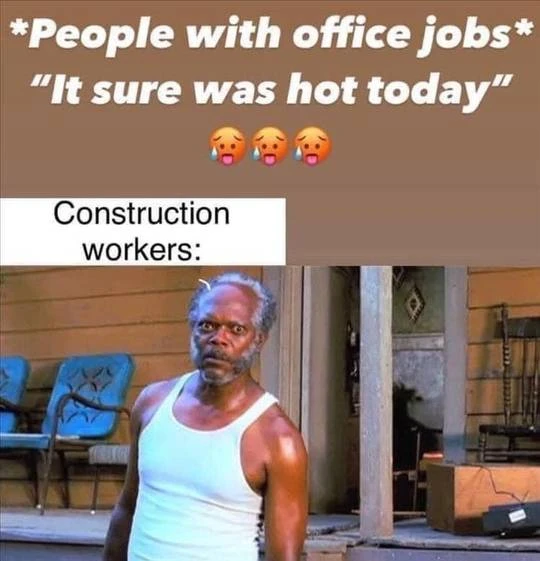 *People with office jobs*
"It sure was hot today"
🥵🥵🥵
Construction
workers: